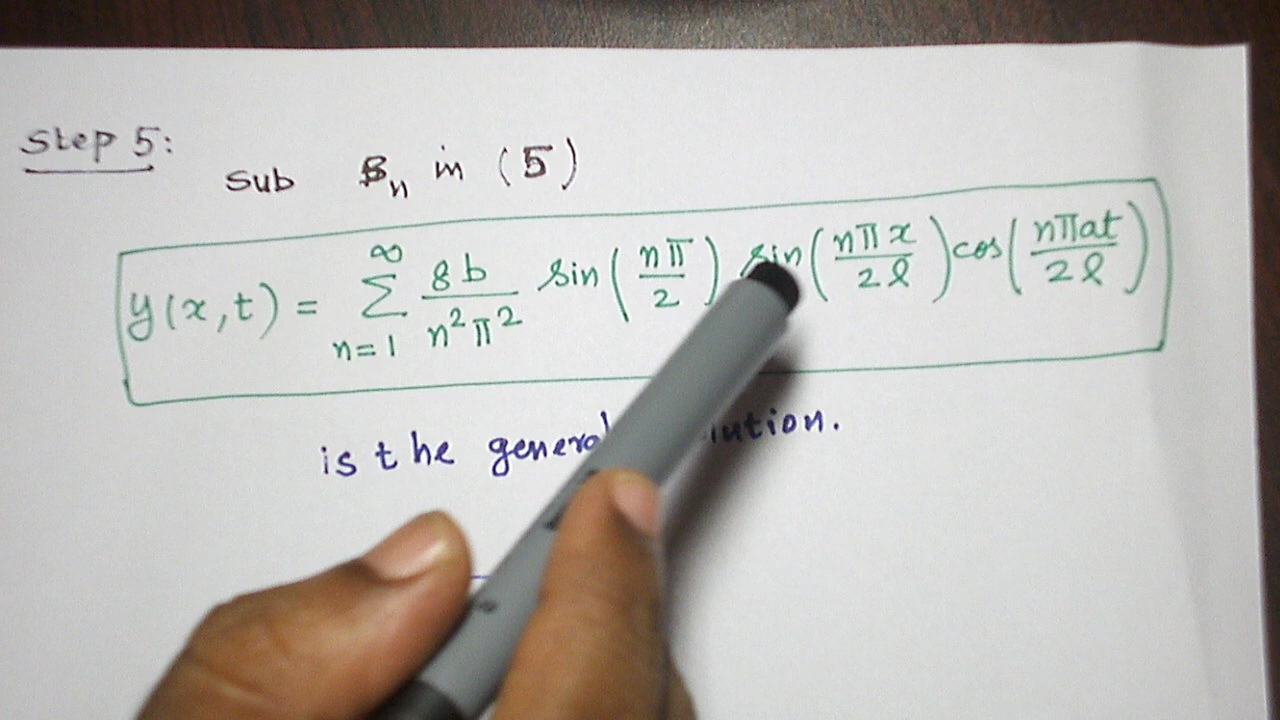 Step 5:
Sub Bₙ in (5)
y(x,t) = ∑_{n=1}^{∞} 8b/(n²π²) sin(nπ/2) sin(nπx/2l) cos(nπat/2l)
is the general